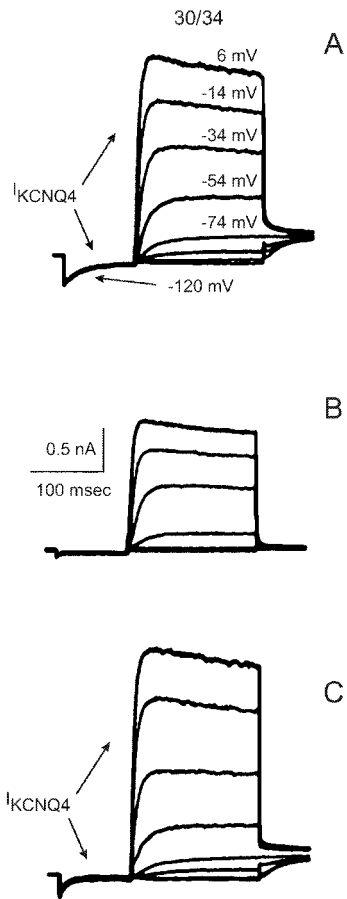 30/34
A
6 mV
-14 mV
-34 mV
IKCNQ4
-54 mV
-74 mV
-120 mV
B
0.5 nA
100 msec
C
IKCNQ4